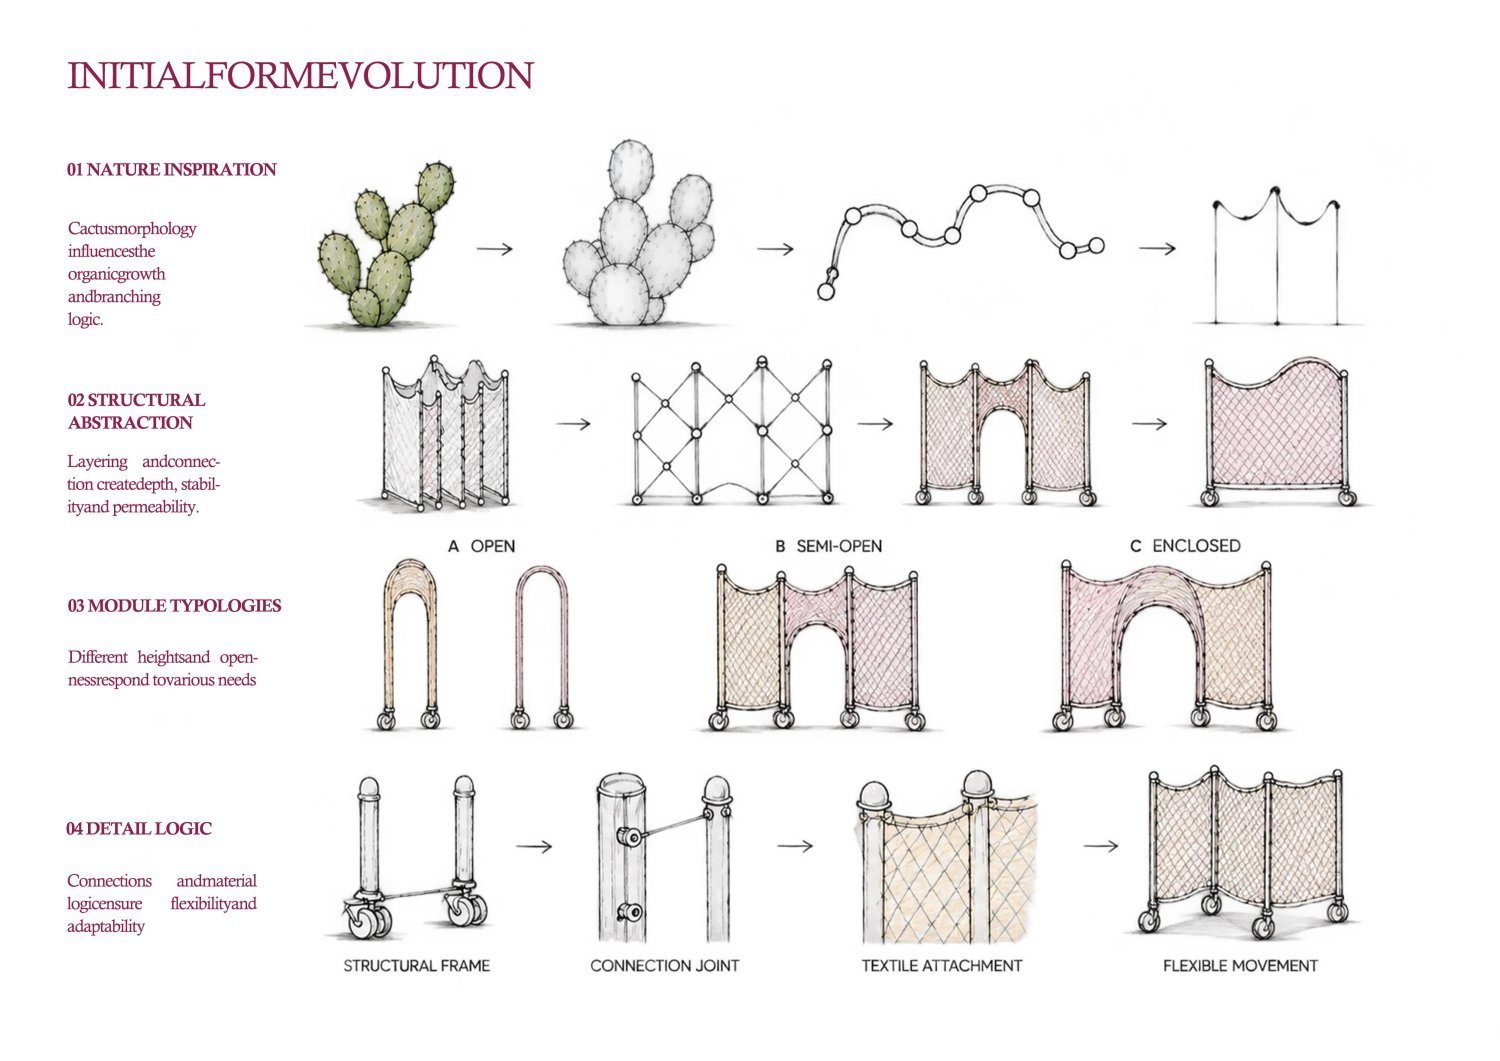 INITIALFORMEVOLUTION
01 NATURE INSPIRATION
Cactusmorphology
influencesthe
organicgrowth
andbranching
logic.
02 STRUCTURAL
ABSTRACTION
Layering andconnec-
tion createdepth, stabil-
ityand permeability.
A OPEN
B SEMI-OPEN
C ENCLOSED
03 MODULE TYPOLOGIES
Different heightsand open-
nessrespond tovarious needs
04 DETAIL LOGIC
Connections andmaterial
logicensure flexibilityand
adaptability
STRUCTURAL FRAME
CONNECTION JOINT
TEXTILE ATTACHMENT
FLEXIBLE MOVEMENT